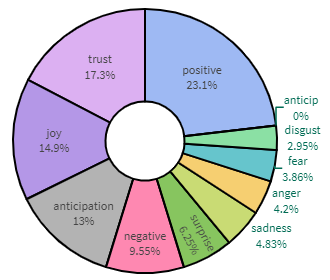 positive
23.1%
anticip
0%
disgust
2.95%
fear
3.86%
anger
4.2%
sadness
4.83%
surprise
6.25%
negative
9.55%
anticipation
13%
joy
14.9%
trust
17.3%